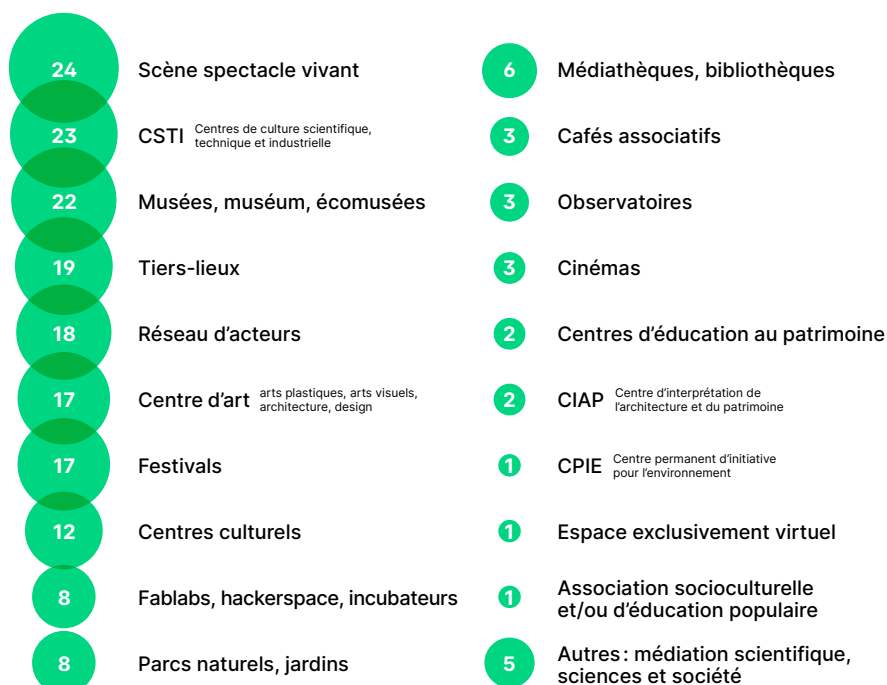 24 Scène spectacle vivant
23 CSTI Centres de culture scientifique,
technique et industrielle
22 Musées, muséum, écomusées
19 Tiers-lieux
18 Réseau d’acteurs
17 Centre d’art arts plastiques, arts visuels,
architecture, design
17 Festivals
12 Centres culturels
8 Fablabs, hackerspace, incubateurs
8 Parcs naturels, jardins
6 Médiathèques, bibliothèques
3 Cafés associatifs
3 Observatoires
3 Cinémas
2 Centres d’éducation au patrimoine
2 CIAP Centre d’interprétation de
l’architecture et du patrimoine
1 CPIE Centre permanent d’initiative
pour l’environnement
1 Espace exclusivement virtuel
1 Association socioculturelle
et/ou d’éducation populaire
5 Autres : médiation scientifique,
sciences et société